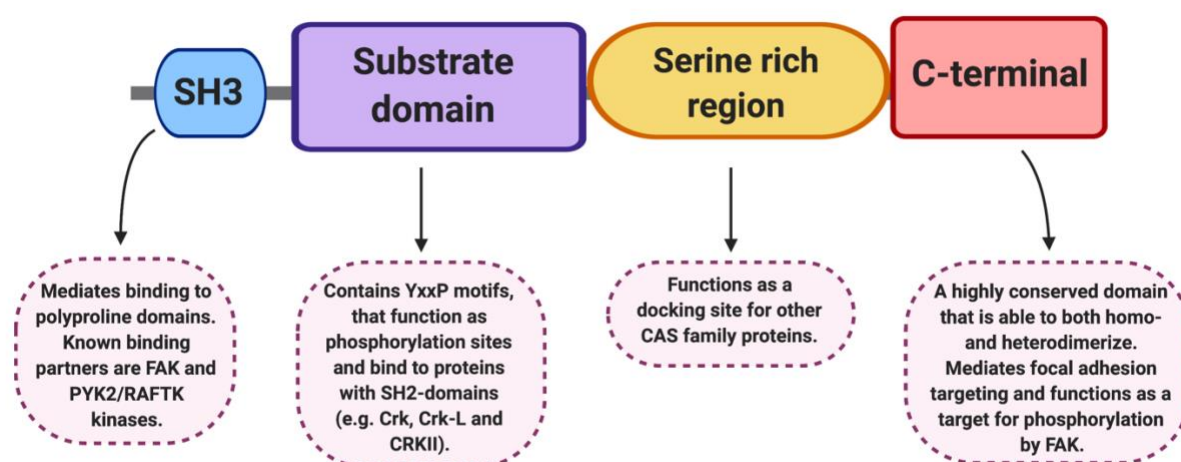 SH3
Substrate
domain
Serine rich
region
C-terminal
Mediates binding to
polyproline domains.
Known binding
partners are FAK and
PYK2/RAFTK
kinases.
Contains YxxP motifs,
that function as
phosphorylation sites
and bind to proteins
with SH2-domains
(e.g. Crk, Crk-L and
CRKII).
Functions as a
docking site for other
CAS family proteins.
A highly conserved domain
that is able to both homo-
and heterodimerize.
Mediates focal adhesion
targeting and functions as a
target for phosphorylation
by FAK.